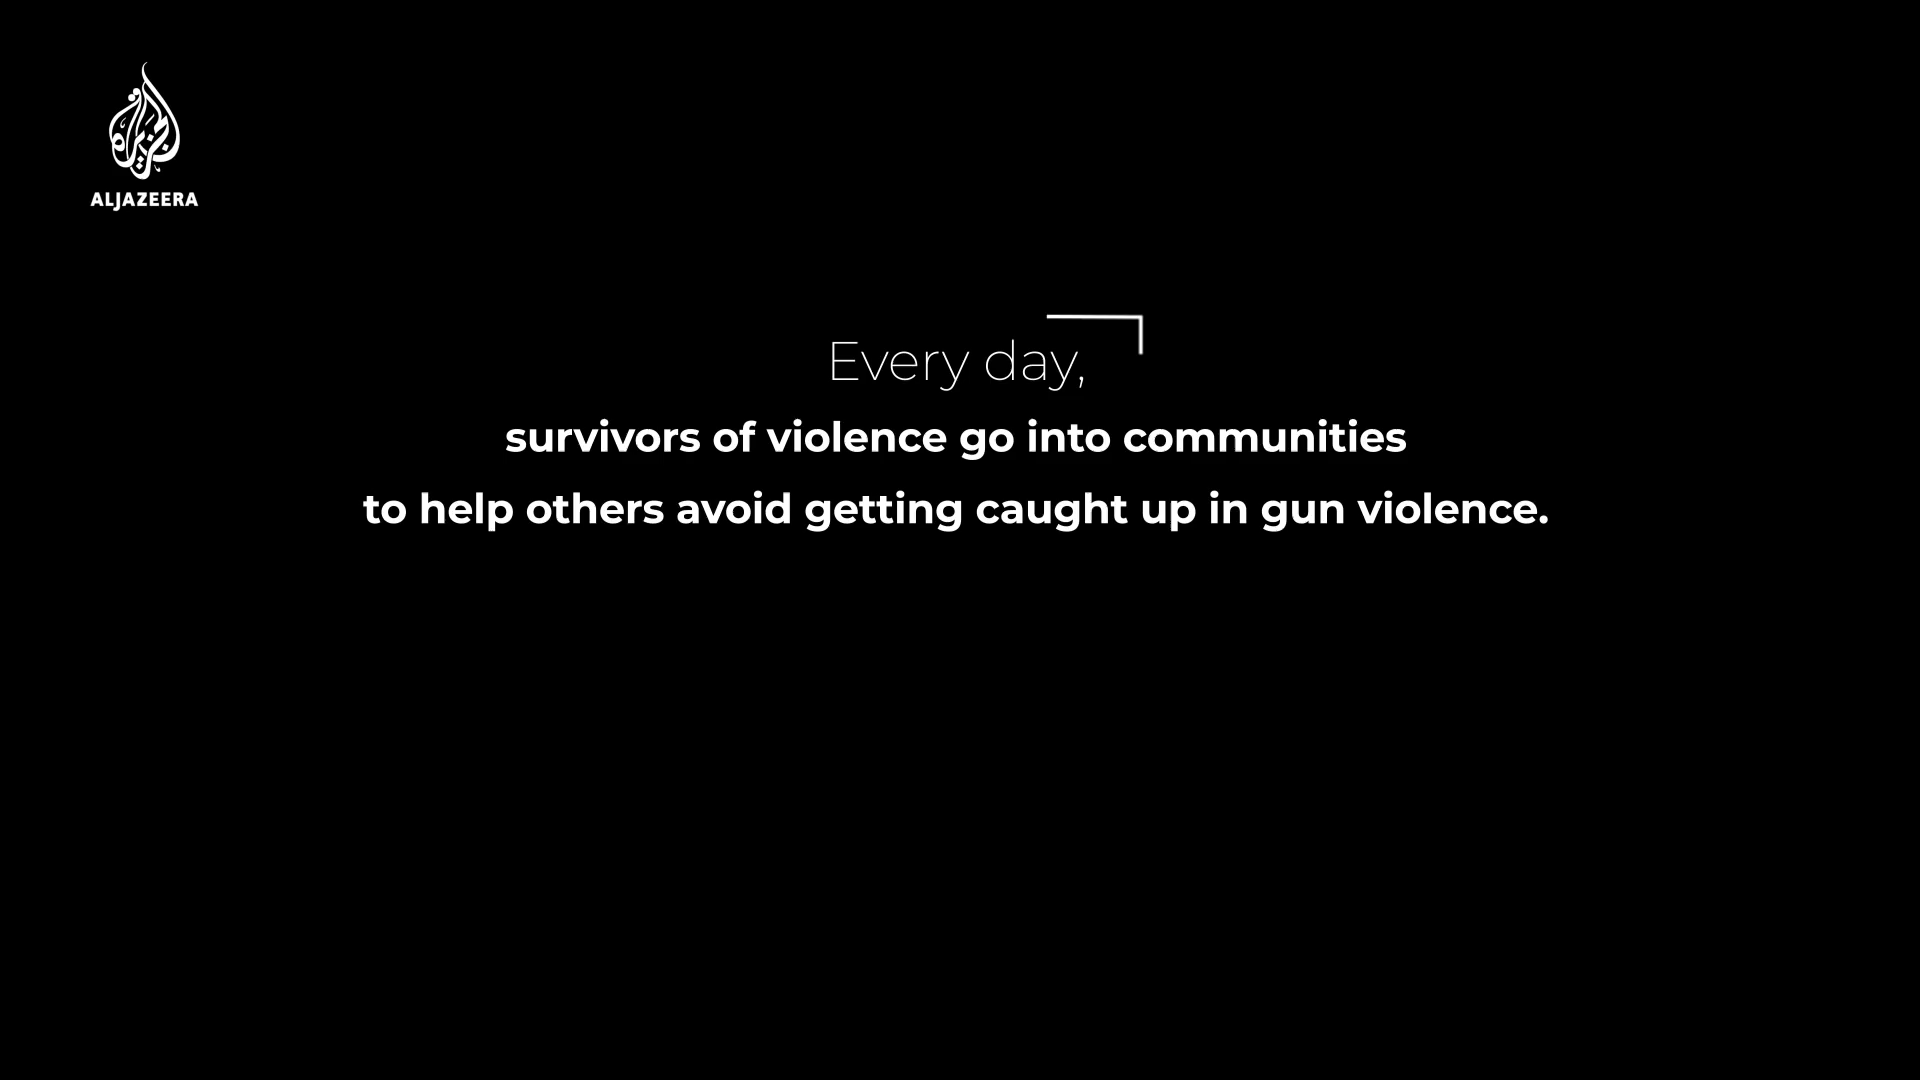 الجزيرة
ALJAZEERA
Every day,
survivors of violence go into communities
to help others avoid getting caught up in gun violence.